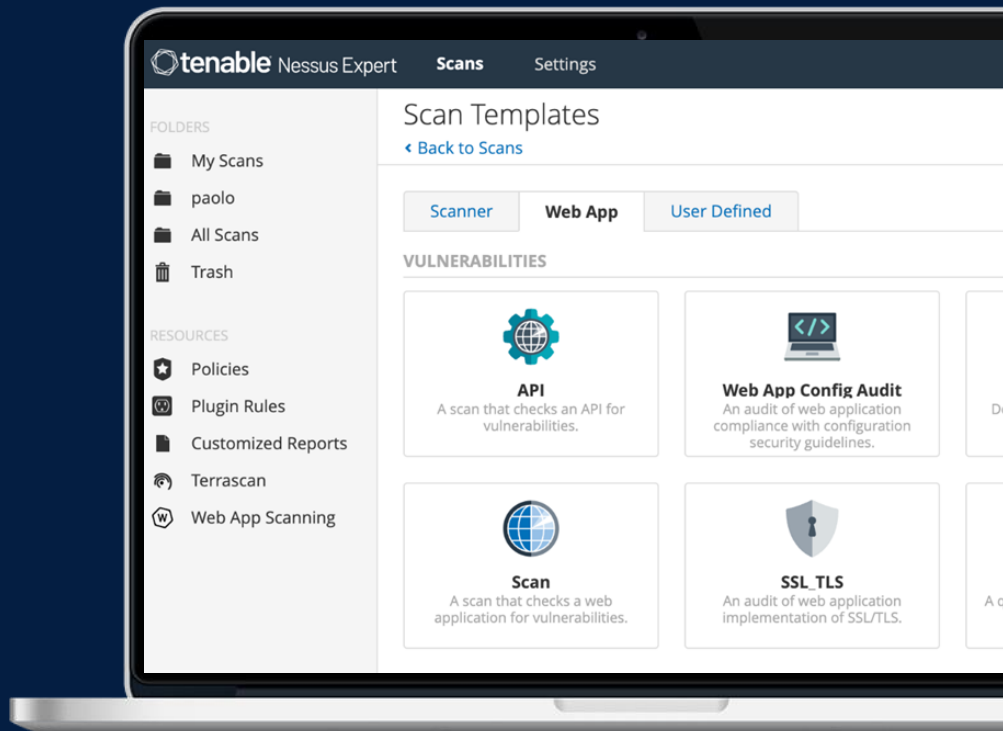 tenable Nessus Expert
Scans
Settings
FOLDERS
My Scans
paolo
All Scans
Trash
RESOURCES
Policies
Plugin Rules
Customized Reports
Terrascan
W
Web App Scanning
Scan Templates
Back to Scans
Scanner
Web App
User Defined
VULNERABILITIES
</>
API
A scan that checks an API for
vulnerabilities.
Web App Config Audit
An audit of web application
compliance with configuration
security guidelines.
Scan
A scan that checks a web
application for vulnerabilities.
SSL_TLS
An audit of web application
implementation of SSL/TLS.